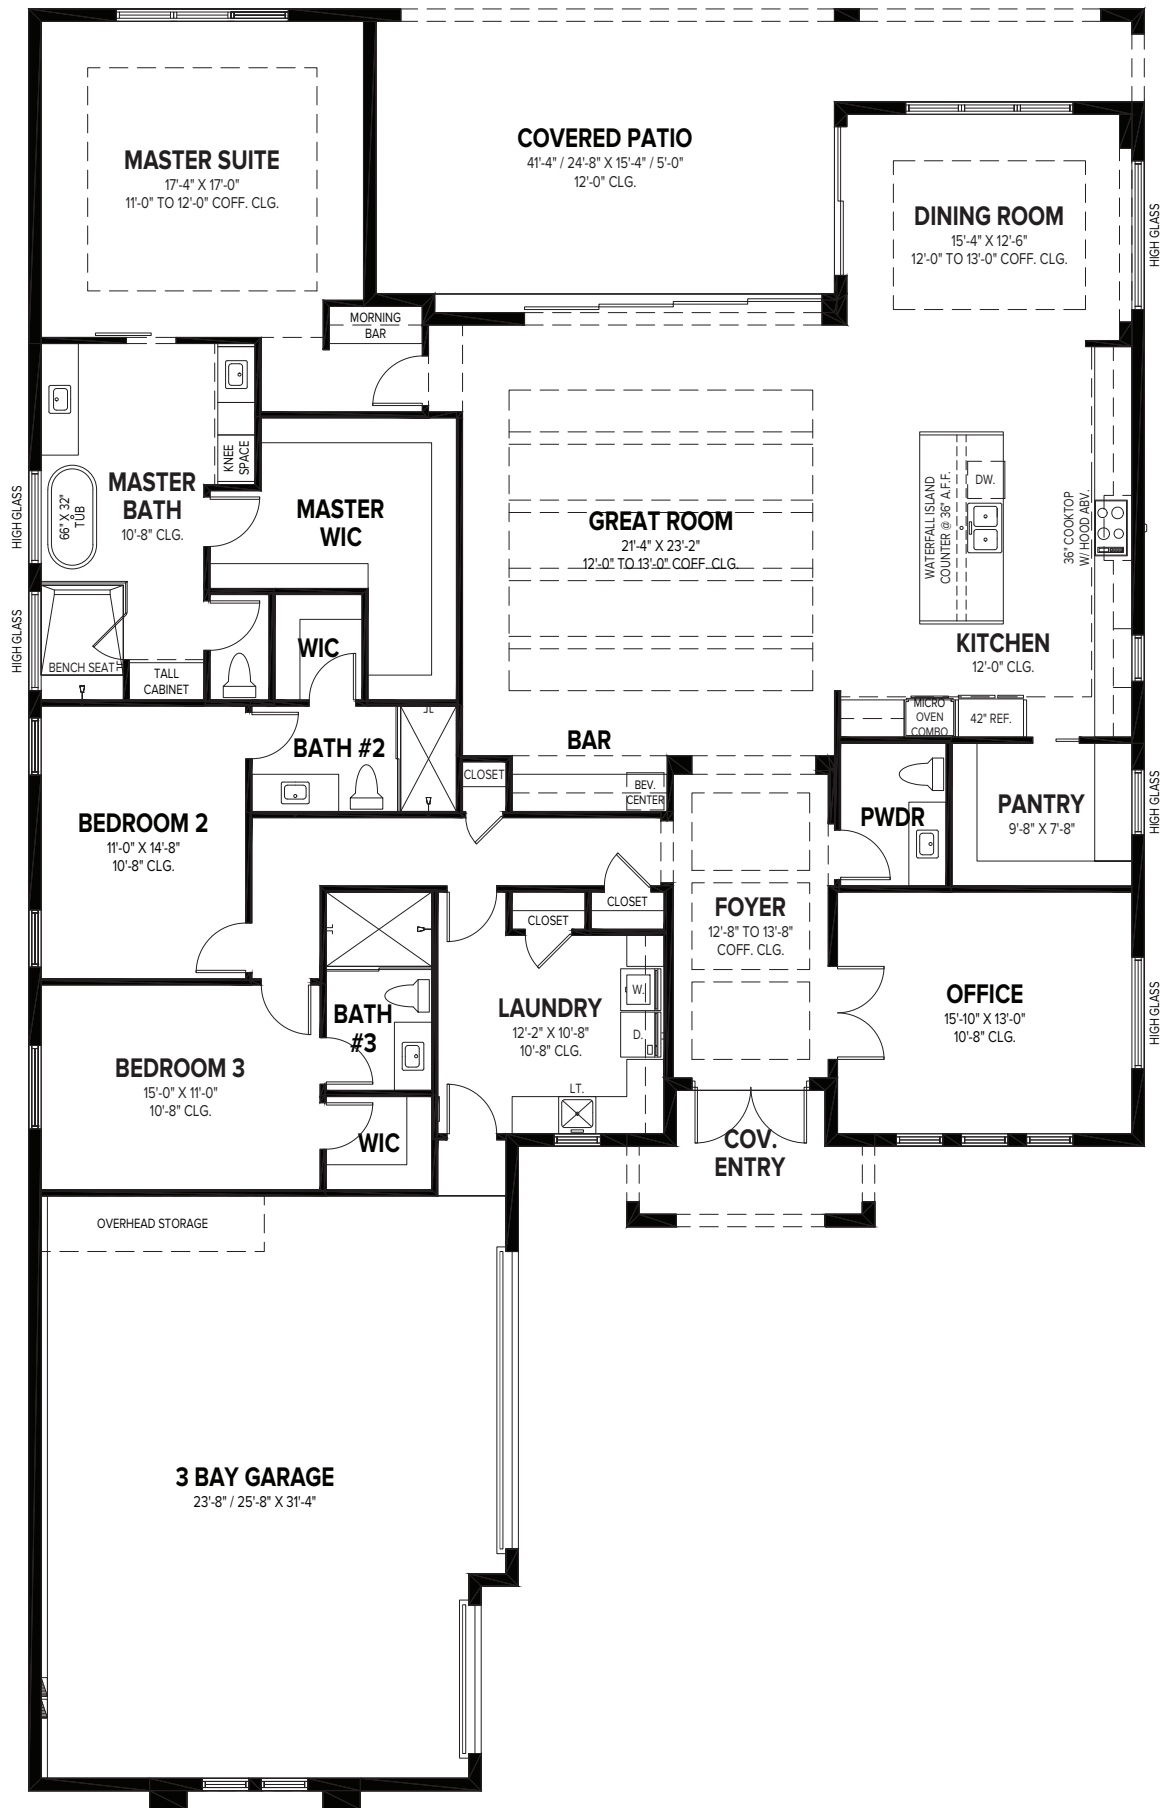 MASTER SUITE
17'-4" X 17'-0"
11'-0" TO 12'-0" COFF. CLG.
COVERED PATIO
41'-4" / 24'-8" X 15'-4" / 5'-0"
12'-0" CLG.
DINING ROOM
15'-4" X 12'-6"
12'-0" TO 13'-0" COFF. CLG.
HIGH GLASS
MORNING
BAR
KNEE
SPACE
MASTER
BATH
10'-8" CLG.
66" X 32"
TUB
HIGH GLASS
HIGH GLASS
BENCH SEAT
TALL
CABINET
MASTER
WIC
WIC
GREAT ROOM
21'-4" X 23'-2"
12'-0" TO 13'-0" COFF. CLG.
WATERFALL ISLAND
COUNTER @ 36" A.F.F.
DW.
36" COOKTOP
W/ HOOD ABV.
KITCHEN
12'-0" CLG.
MICRO
OVEN
COMBO
42" REF.
BAR
BEV.
CENTER
CLOSET
BATH #2
BEDROOM 2
11'-0" X 14'-8"
10'-8" CLG.
PWDR
PANTRY
9'-8" X 7'-8"
HIGH GLASS
FOYER
12'-8" TO 13'-8"
COFF. CLG.
CLOSET
CLOSET
LAUNDRY
12'-2" X 10'-8"
10'-8" CLG.
W.
D.
LT.
OFFICE
15'-10" X 13'-0"
10'-8" CLG.
HIGH GLASS
BATH
#3
BEDROOM 3
15'-0" X 11'-0"
10'-8" CLG.
WIC
COV.
ENTRY
OVERHEAD STORAGE
3 BAY GARAGE
23'-8" / 25'-8" X 31'-4"